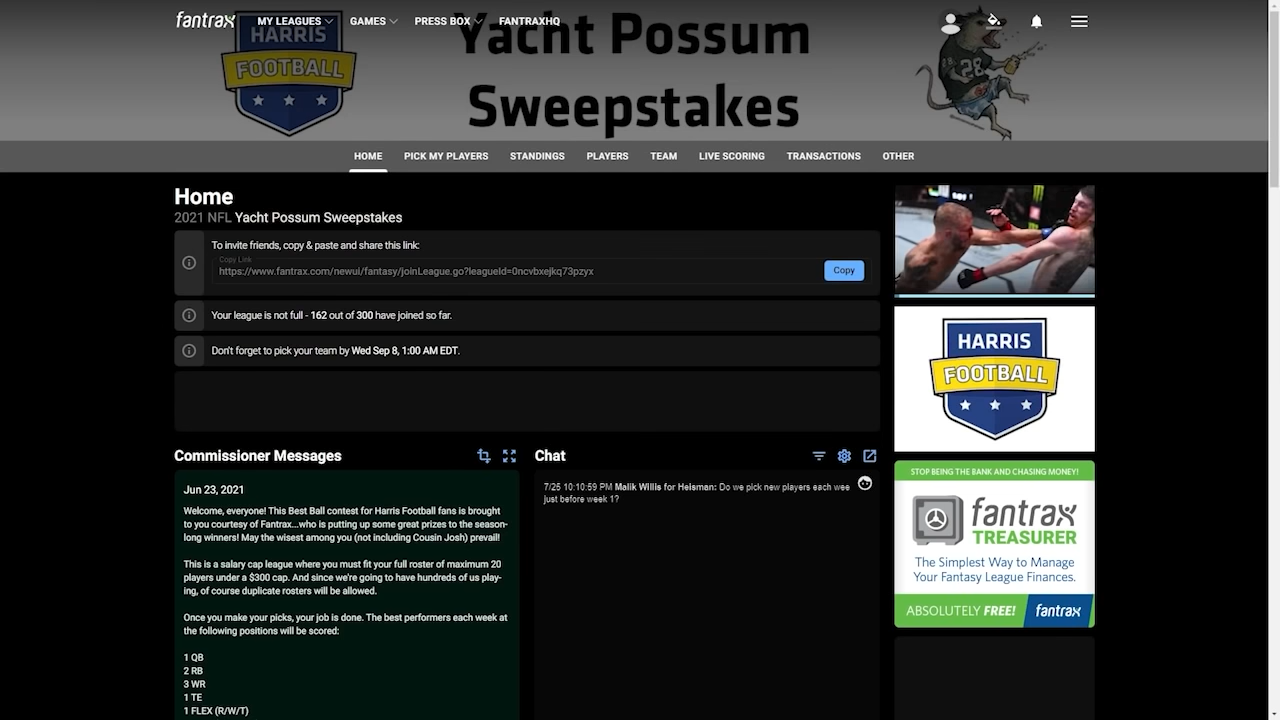 fantrax MY LEAGUES GAMES PRESS BOX FANTRAXHQ
HARRIS
FOOTBALL
Yacht Possum
Sweepstakes
28
HOME PICK MY PLAYERS STANDINGS PLAYERS TEAM LIVE SCORING TRANSACTIONS OTHER
Home
2021 NFL Yacht Possum Sweepstakes
To invite friends, copy & paste and share this link:
Copy Link
https://www.fantrax.com/newui/fantasy/joinLeague.go?leagueId=0ncvbxejkq73pzyx
Copy
Your league is not full - 162 out of 300 have joined so far.
Don't forget to pick your team by Wed Sep 8, 1:00 AM EDT.
Commissioner Messages
Jun 23, 2021
Welcome, everyone! This Best Ball contest for Harris Football fans is brought
to you courtesy of Fantrax...who is putting up some great prizes to the season-
long winners! May the wisest among you (not including Cousin Josh) prevail!
This is a salary cap league where you must fit your full roster of maximum 20
players under a $300 cap. And since we're going to have hundreds of us play-
ing, of course duplicate rosters will be allowed.
Once you make your picks, your job is done. The best performers each week at
the following positions will be scored:
1 QB
2 RB
3 WR
1 TE
1 FLEX (R/W/T)
Chat
7/25 10:10:59 PM Malik Willis for Heisman: Do we pick new players each wee
just before week 1?
HARRIS
FOOTBALL
STOP BEING THE BANK AND CHASING MONEY!
fantrax
TREASURER
The Simplest Way to Manage
Your Fantasy League Finances.
ABSOLUTELY FREE! fantrax